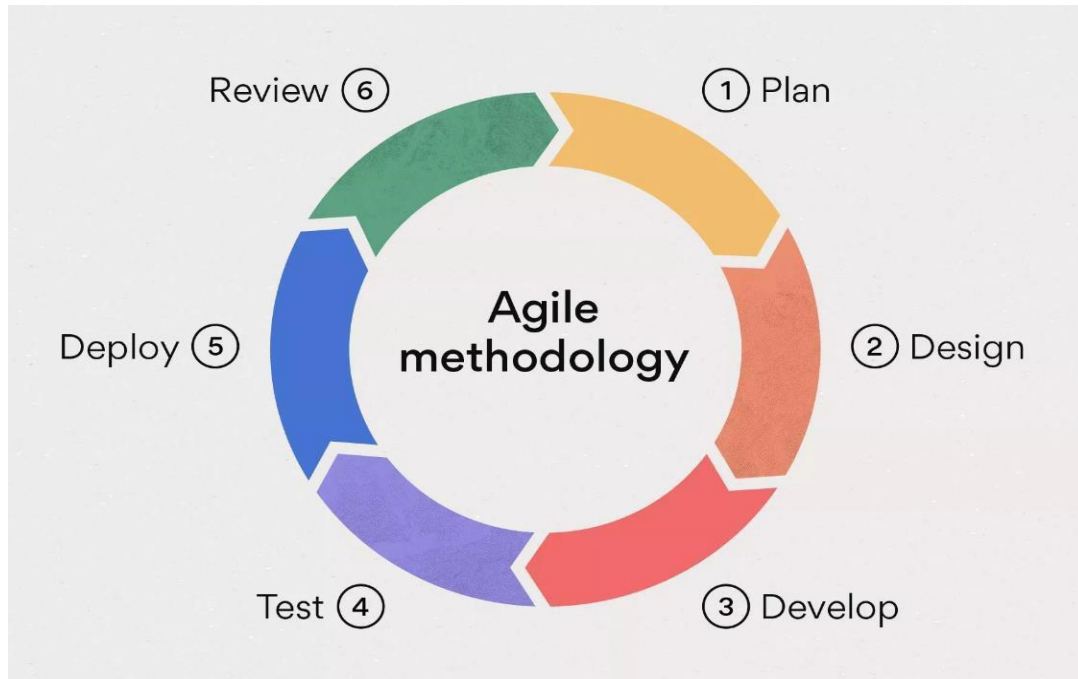 Agile
methodology
1 Plan
2 Design
3 Develop
Test 4
Deploy 5
Review 6